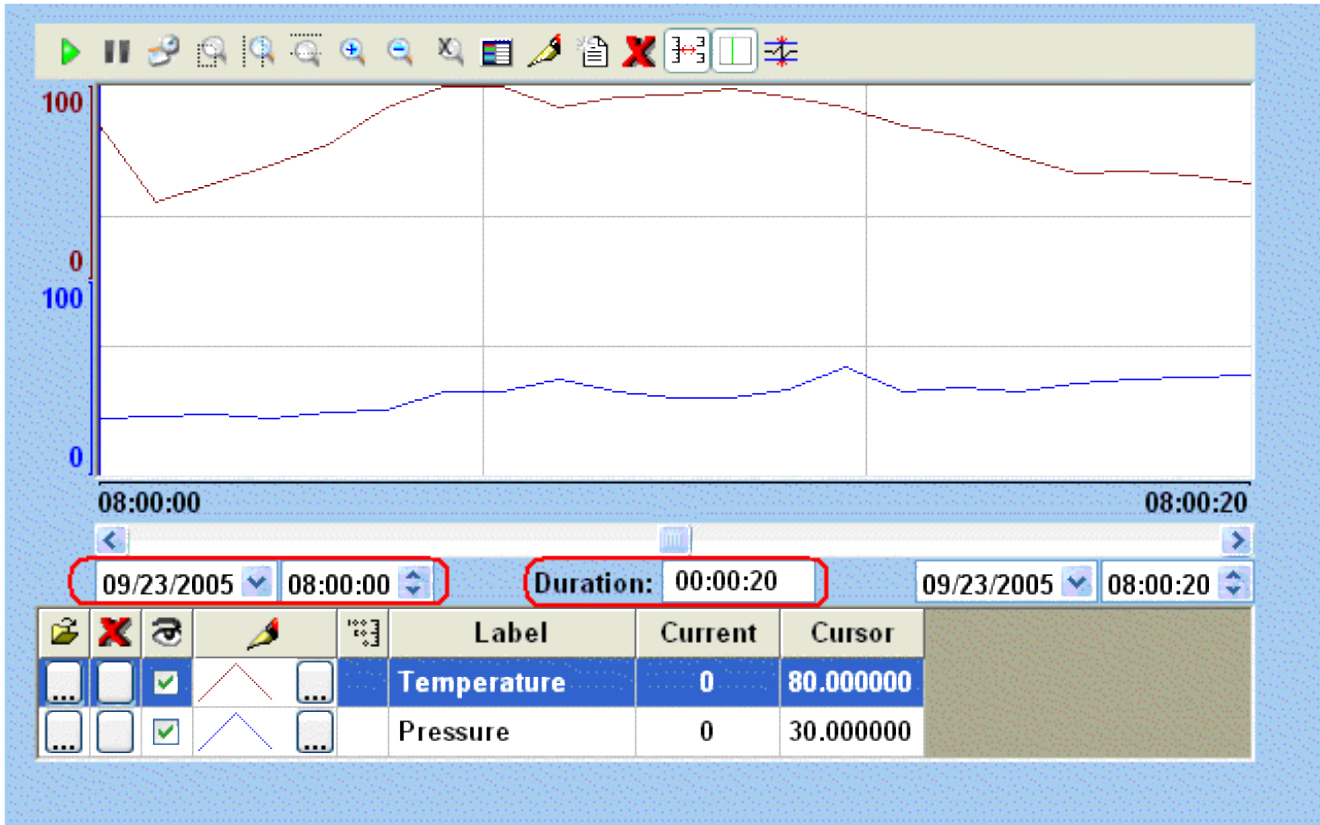 100
0
100
0
08:00:00 08:00:20
09/23/2005 08:00:00 Duration: 00:00:20 09/23/2005 08:00:20
Label Current Cursor
... ... Temperature 0 80.000000
... ... Pressure 0 30.000000